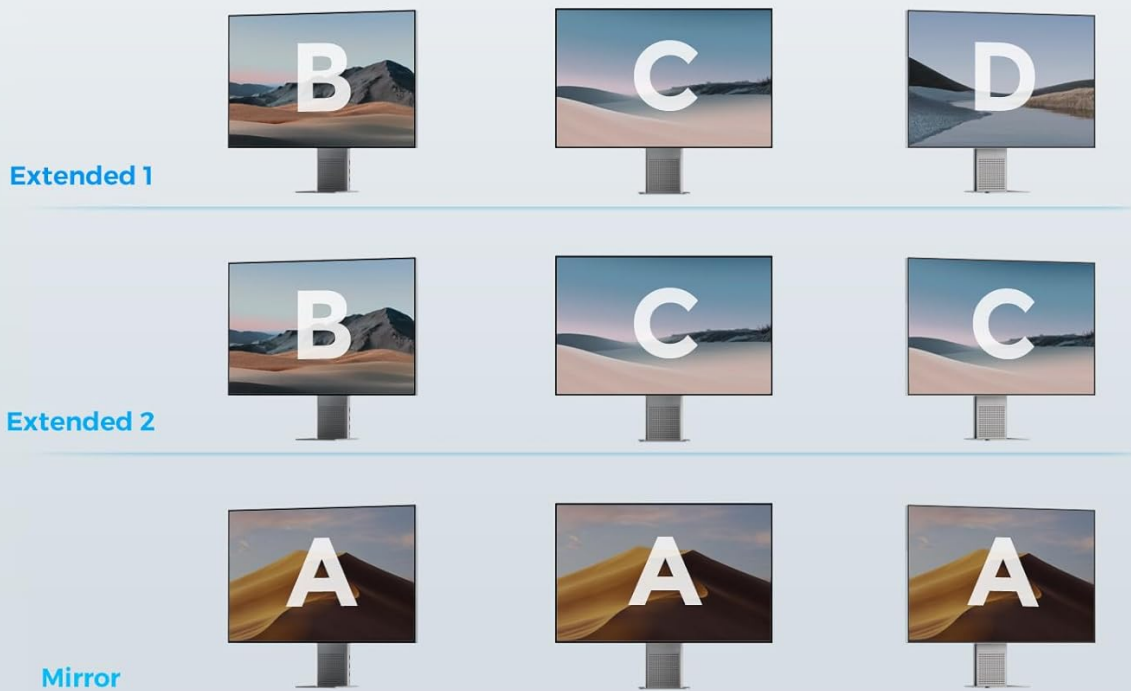 B C D
Extended 1
B C C
Extended 2
A A A
Mirror